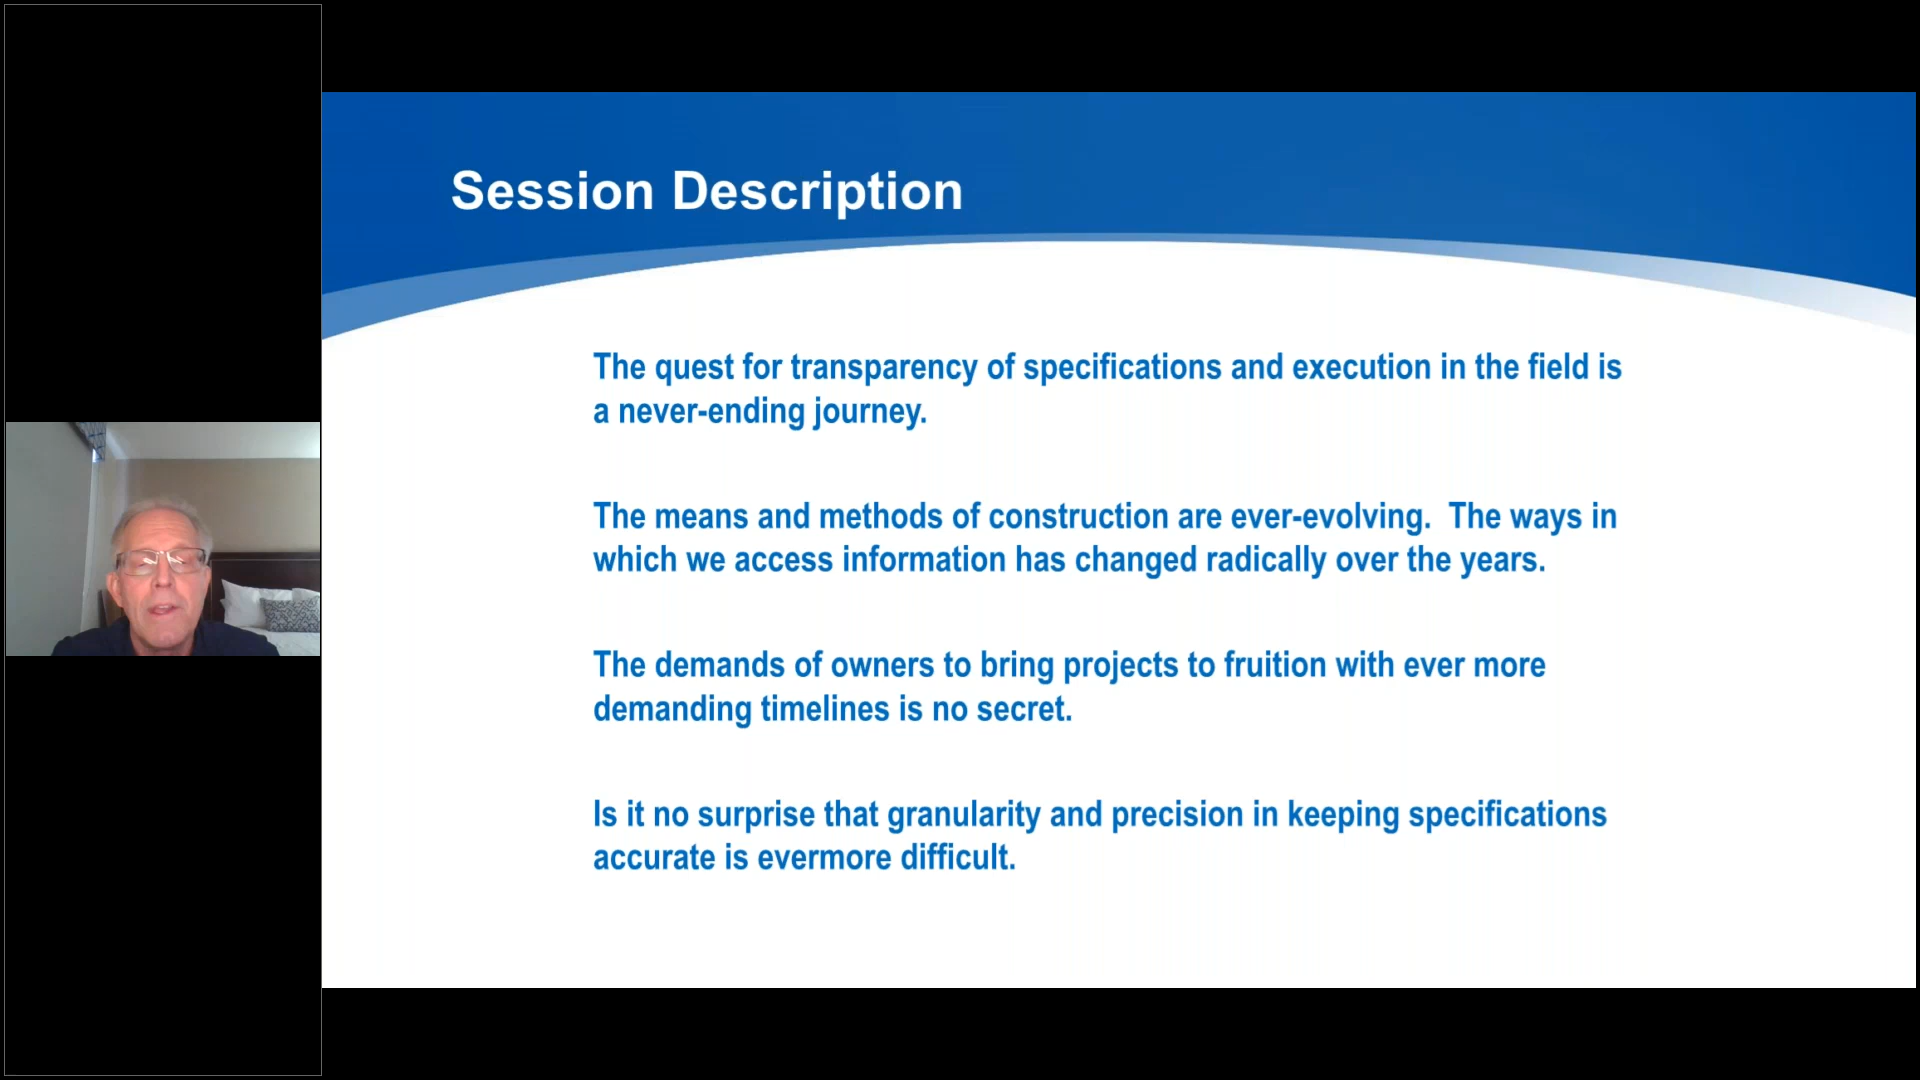 Session Description
The quest for transparency of specifications and execution in the field is
a never-ending journey.
The means and methods of construction are ever-evolving.  The ways in
which we access information has changed radically over the years.
The demands of owners to bring projects to fruition with ever more
demanding timelines is no secret.
Is it no surprise that granularity and precision in keeping specifications
accurate is evermore difficult.